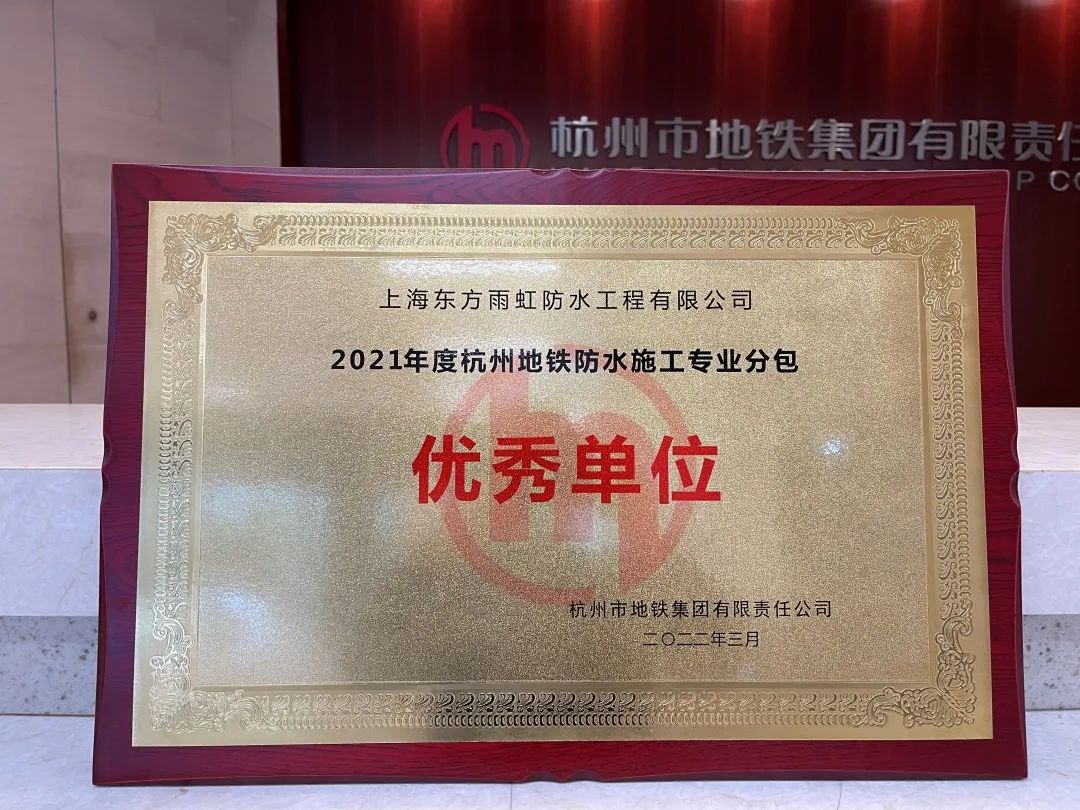 杭州市地铁集团有限责任
P CO
上海东方雨虹防水工程有限公司
2021年度杭州地铁防水施工专业分包
优秀单位
杭州市地铁集团有限责任公司
二〇二二年三月